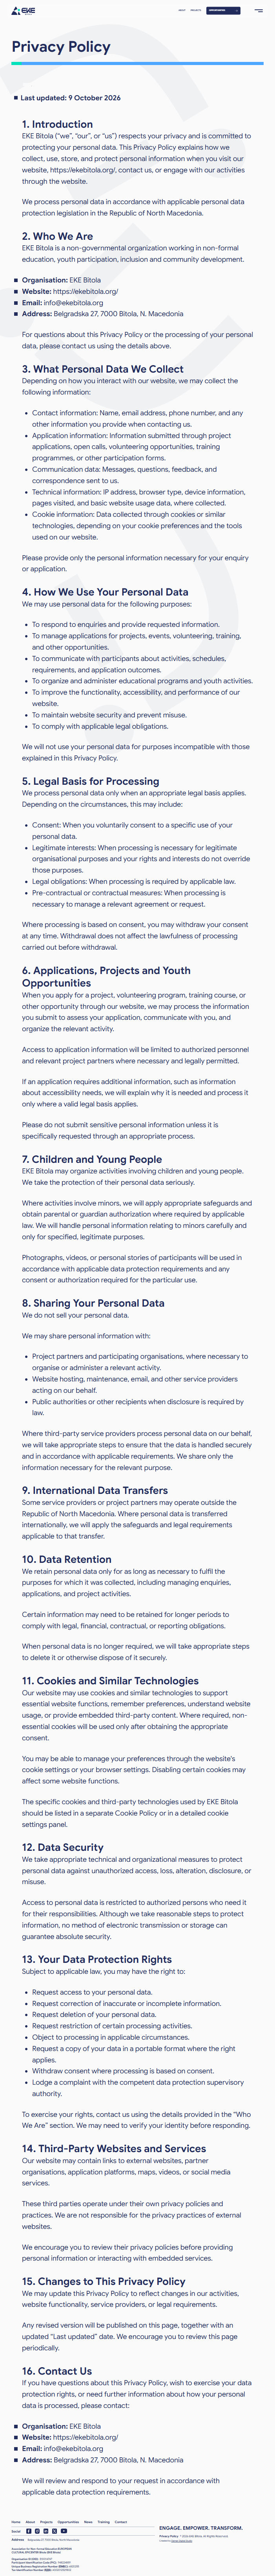 EKE
ABOUT
PROJECTS
OPPORTUNITIES
Privacy Policy
Last updated: 9 October 2026
1. Introduction
EKE Bitola (“we”, “our”, or “us”) respects your privacy and is committed to
protecting your personal data. This Privacy Policy explains how we
collect, use, store, and protect personal information when you visit our
website, https://ekebitola.org/, contact us, or engage with our activities
through the website.
We process personal data in accordance with applicable personal data
protection legislation in the Republic of North Macedonia.
2. Who We Are
EKE Bitola is a non-governmental organization working in non-formal
education, youth participation, inclusion and community development.
Organisation: EKE Bitola
Website: https://ekebitola.org/
Email: info@ekebitola.org
Address: Belgradska 27, 7000 Bitola, N. Macedonia
For questions about this Privacy Policy or the processing of your personal
data, please contact us using the details above.
3. What Personal Data We Collect
Depending on how you interact with our website, we may collect the
following information:
Contact information: Name, email address, phone number, and any
other information you provide when contacting us.
Application information: Information submitted through project
applications, open calls, volunteering opportunities, training
programmes, or other participation forms.
Communication data: Messages, questions, feedback, and
correspondence sent to us.
Technical information: IP address, browser type, device information,
pages visited, and basic website usage data, where collected.
Cookie information: Data collected through cookies or similar
technologies, depending on your cookie preferences and the tools
used on our website.
Please provide only the personal information necessary for your enquiry
or application.
4. How We Use Your Personal Data
We may use personal data for the following purposes:
To respond to enquiries and provide requested information.
To manage applications for projects, events, volunteering, training,
and other opportunities.
To communicate with participants about activities, schedules,
requirements, and application outcomes.
To organize and administer educational programs and youth activities.
To improve the functionality, accessibility, and performance of our
website.
To maintain website security and prevent misuse.
To comply with applicable legal obligations.
We will not use your personal data for purposes incompatible with those
explained in this Privacy Policy.
5. Legal Basis for Processing
We process personal data only when an appropriate legal basis applies.
Depending on the circumstances, this may include:
Consent: When you voluntarily consent to a specific use of your
personal data.
Legitimate interests: When processing is necessary for legitimate
organisational purposes and your rights and interests do not override
those purposes.
Legal obligations: When processing is required by applicable law.
Pre-contractual or contractual measures: When processing is
necessary to manage a relevant agreement or request.
Where processing is based on consent, you may withdraw your consent
at any time. Withdrawal does not affect the lawfulness of processing
carried out before withdrawal.
6. Applications, Projects and Youth
Opportunities
When you apply for a project, volunteering program, training course, or
other opportunity through our website, we may process the information
you submit to assess your application, communicate with you, and
organize the relevant activity.
Access to application information will be limited to authorized personnel
and relevant project partners where necessary and legally permitted.
If an application requires additional information, such as information
about accessibility needs, we will explain why it is needed and process it
only where a valid legal basis applies.
Please do not submit sensitive personal information unless it is
specifically requested through an appropriate process.
7. Children and Young People
EKE Bitola may organize activities involving children and young people.
We take the protection of their personal data seriously.
Where activities involve minors, we will apply appropriate safeguards and
obtain parental or guardian authorization where required by applicable
law. We will handle personal information relating to minors carefully and
only for specified, legitimate purposes.
Photographs, videos, or personal stories of participants will be used in
accordance with applicable data protection requirements and any
consent or authorization required for the particular use.
8. Sharing Your Personal Data
We do not sell your personal data.
We may share personal information with:
Project partners and participating organisations, where necessary to
organise or administer a relevant activity.
Website hosting, maintenance, email, and other service providers
acting on our behalf.
Public authorities or other recipients when disclosure is required by
law.
Where third-party service providers process personal data on our behalf,
we will take appropriate steps to ensure that the data is handled securely
and in accordance with applicable requirements. We share only the
information necessary for the relevant purpose.
9. International Data Transfers
Some service providers or project partners may operate outside the
Republic of North Macedonia. Where personal data is transferred
internationally, we will apply the safeguards and legal requirements
applicable to that transfer.
10. Data Retention
We retain personal data only for as long as necessary to fulfil the
purposes for which it was collected, including managing enquiries,
applications, and project activities.
Certain information may need to be retained for longer periods to
comply with legal, financial, contractual, or reporting obligations.
When personal data is no longer required, we will take appropriate steps
to delete it or otherwise dispose of it securely.
11. Cookies and Similar Technologies
Our website may use cookies and similar technologies to support
essential website functions, remember preferences, understand website
usage, or provide embedded third-party content. Where required, non-
essential cookies will be used only after obtaining the appropriate
consent.
You may be able to manage your preferences through the website’s
cookie settings or your browser settings. Disabling certain cookies may
affect some website functions.
The specific cookies and third-party technologies used by EKE Bitola
should be listed in a separate Cookie Policy or in a detailed cookie
settings panel.
12. Data Security
We take appropriate technical and organizational measures to protect
personal data against unauthorized access, loss, alteration, disclosure, or
misuse.
Access to personal data is restricted to authorized persons who need it
for their responsibilities. Although we take reasonable steps to protect
information, no method of electronic transmission or storage can
guarantee absolute security.
13. Your Data Protection Rights
Subject to applicable law, you may have the right to:
Request access to your personal data.
Request correction of inaccurate or incomplete information.
Request deletion of your personal data.
Request restriction of certain processing activities.
Object to processing in applicable circumstances.
Request a copy of your data in a portable format where the right
applies.
Withdraw consent where processing is based on consent.
Lodge a complaint with the competent data protection supervisory
authority.
To exercise your rights, contact us using the details provided in the “Who
We Are” section. We may need to verify your identity before responding.
14. Third-Party Websites and Services
Our website may contain links to external websites, partner
organisations, application platforms, maps, videos, or social media
services.
These third parties operate under their own privacy policies and
practices. We are not responsible for the privacy practices of external
websites.
We encourage you to review their privacy policies before providing
personal information or interacting with embedded services.
15. Changes to This Privacy Policy
We may update this Privacy Policy to reflect changes in our activities,
website functionality, service providers, or legal requirements.
Any revised version will be published on this page, together with an
updated “Last updated” date. We encourage you to review this page
periodically.
16. Contact Us
If you have questions about this Privacy Policy, wish to exercise your data
protection rights, or need further information about how your personal
data is processed, please contact:
Organisation: EKE Bitola
Website: https://ekebitola.org/
Email: info@ekebitola.org
Address: Belgradska 27, 7000 Bitola, N. Macedonia
We will review and respond to your request in accordance with
applicable data protection requirements.
Home About Projects Opportunities News Training Contact
Social
Address Belgradska 27, 7000 Bitola, North Macedonia
ENGAGE. EMPOWER. TRANSFORM.